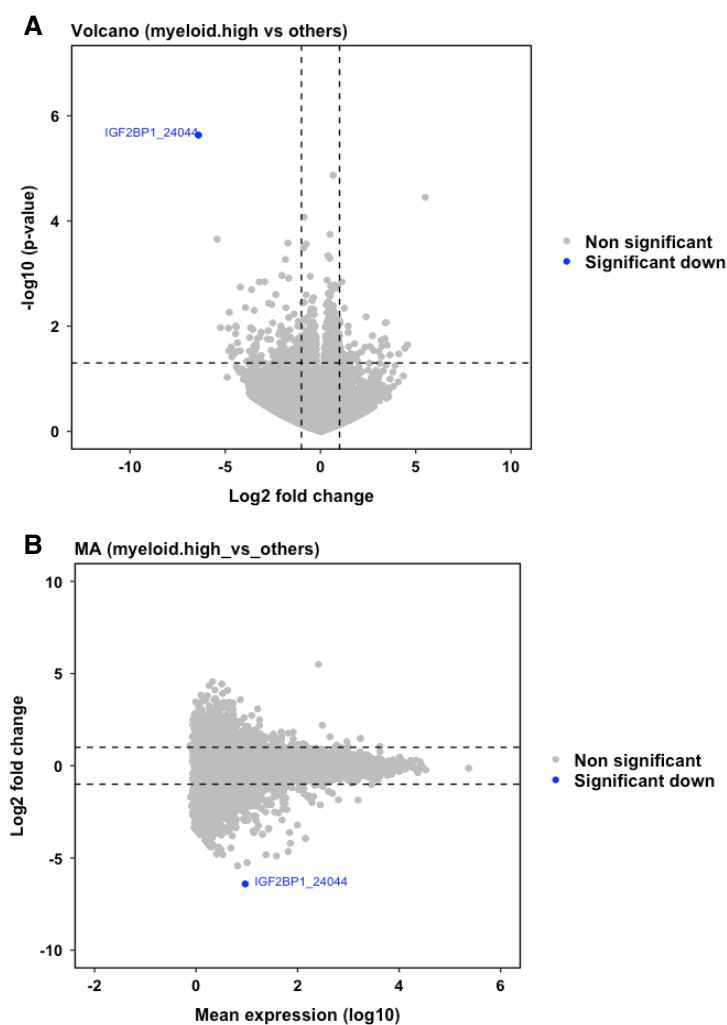 A
Volcano (myeloid.high vs others)
6
4
2
0
-log10 (p-value)
IGF2BP1_24044
-10
-5
0
5
10
Log2 fold change
Non significant
Significant down
B
MA (myeloid.high_vs_others)
10
5
0
-5
-10
Log2 fold change
IGF2BP1_24044
-2
0
2
4
6
Mean expression (log10)
Non significant
Significant down